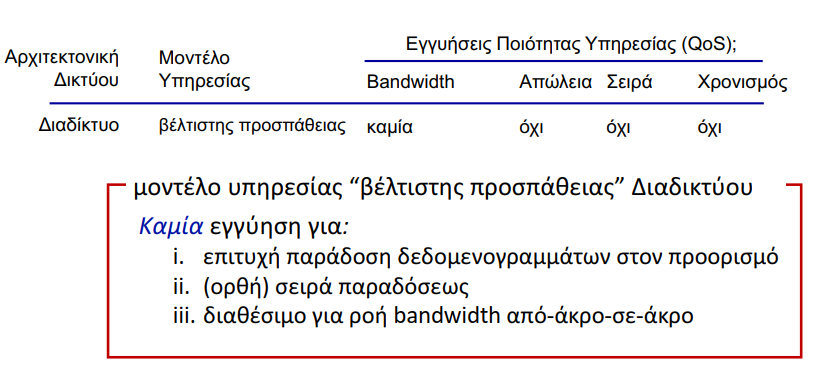 Εγγυήσεις Ποιότητας Υπηρεσίας (QoS);
Αρχιτεκτονική Δικτύου
Μοντέλο Υπηρεσίας
Bandwidth Απώλεια Σειρά Χρονισμός
Διαδίκτυο βέλτιστης προσπάθειας καμία όχι όχι όχι
μοντέλο υπηρεσίας “βέλτιστης προσπάθειας” Διαδικτύου
Καμία εγγύηση για:
i. επιτυχή παράδοση δεδομενογραμμάτων στον προορισμό
ii. (ορθή) σειρά παραδόσεως
iii. διαθέσιμο για ροή bandwidth από-άκρο-σε-άκρο